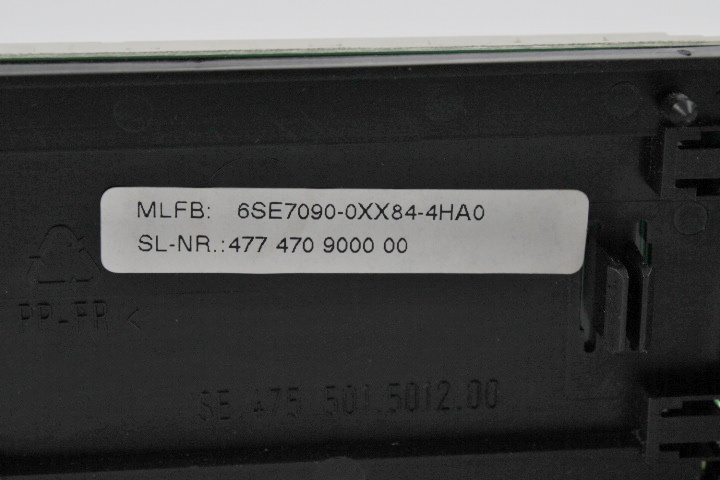 MLFB: 6SE7090-0XX84-4HA0
SL-NR.:477 470 9000 00
PP-FR <
SE.475 501.5012.00